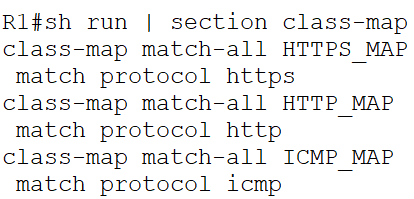 R1#sh run | section class-map
class-map match-all HTTPS_MAP
 match protocol https
class-map match-all HTTP_MAP
 match protocol http
class-map match-all ICMP_MAP
 match protocol icmp